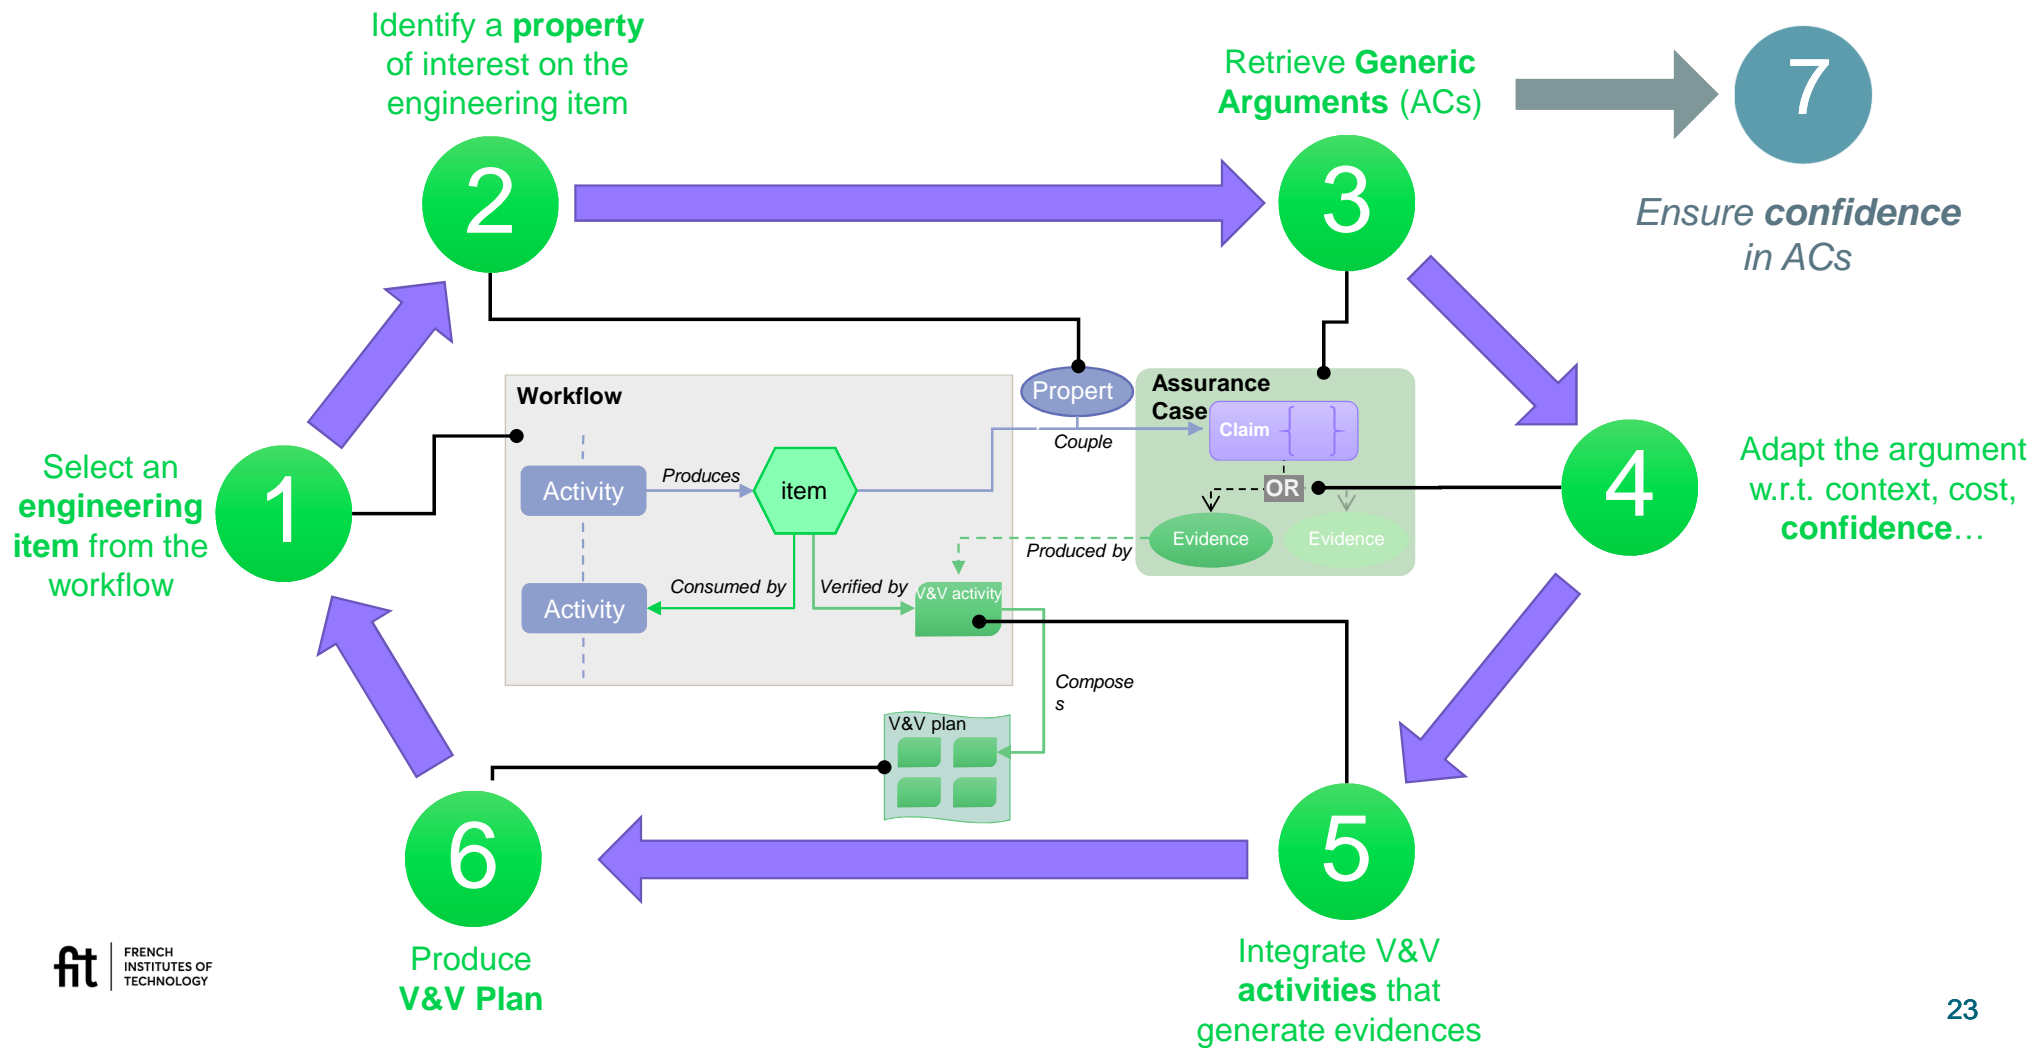 Identify a property
of interest on the
engineering item
Retrieve Generic
Arguments (ACs)
7
2
3
Ensure confidence
in ACs
Workflow
Propert
Assurance
Case
Claim
Couple
Select an
engineering
item from the
workflow
1
Activity
Produces
item
OR
4
Adapt the argument
w.r.t. context, cost,
confidence…
Evidence
Evidence
Produced by
Activity
Consumed by
Verified by
V&V activity
Compose
s
V&V plan
6
5
Produce
V&V Plan
Integrate V&V
activities that
generate evidences
fit
FRENCH
INSTITUTES OF
TECHNOLOGY
23